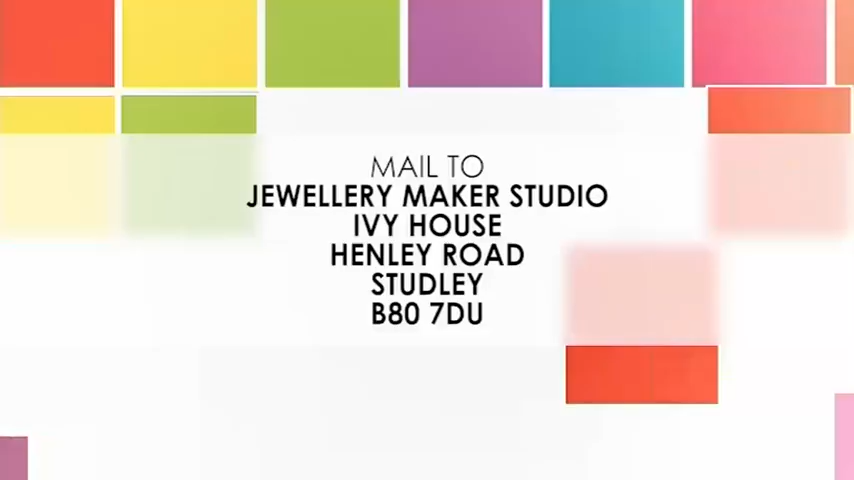 MAIL TO
JEWELLERY MAKER STUDIO
IVY HOUSE
HENLEY ROAD
STUDLEY
B80 7DU